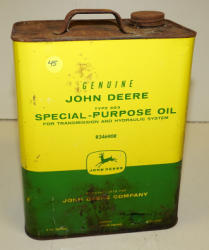 45
GENUINE
JOHN DEERE
TYPE 303
SPECIAL-PURPOSE OIL
FOR TRANSMISSION AND HYDRAULIC SYSTEM
JOHN DEERE
JOHN DEERE COMPANY